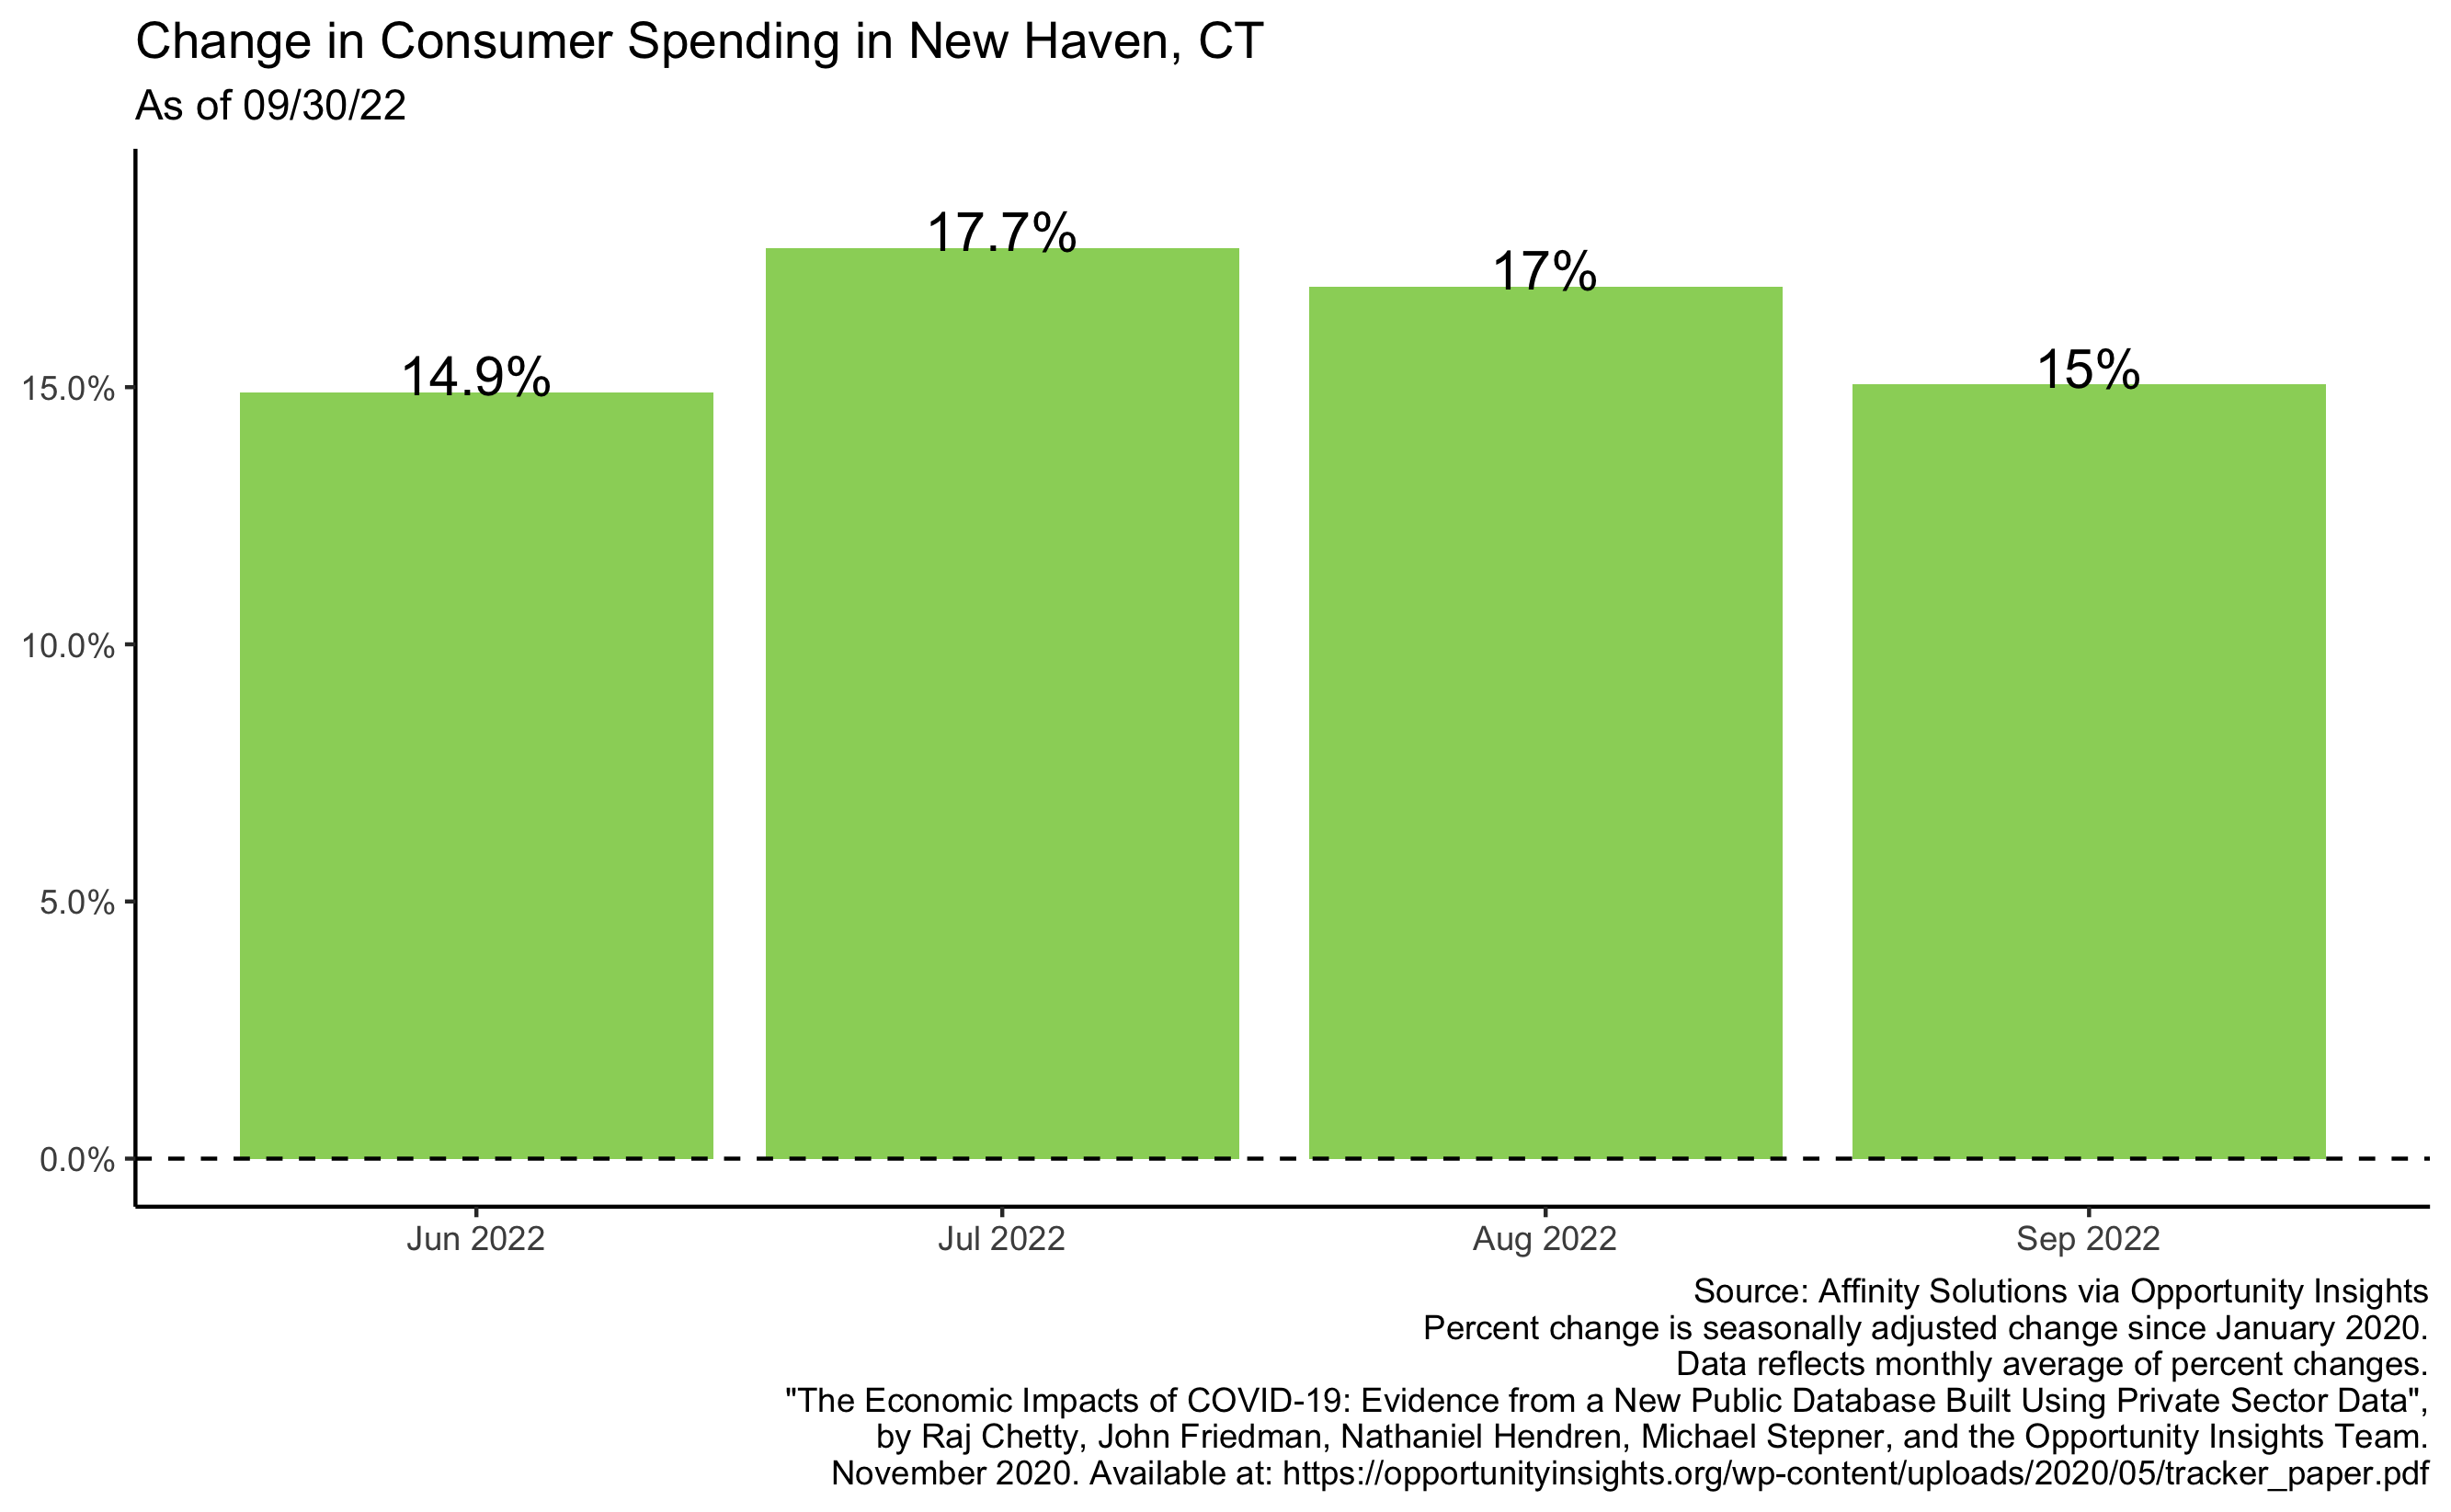 Change in Consumer Spending in New Haven, CT
As of 09/30/22
17.7%
17%
14.9%
15%
15.0%
10.0%
5.0%
0.0%
Jun 2022
Jul 2022
Aug 2022
Sep 2022
Source: Affinity Solutions via Opportunity Insights
Percent change is seasonally adjusted change since January 2020.
Data reflects monthly average of percent changes.
"The Economic Impacts of COVID-19: Evidence from a New Public Database Built Using Private Sector Data",
by Raj Chetty, John Friedman, Nathaniel Hendren, Michael Stepner, and the Opportunity Insights Team.
November 2020. Available at: https://opportunityinsights.org/wp-content/uploads/2020/05/tracker_paper.pdf